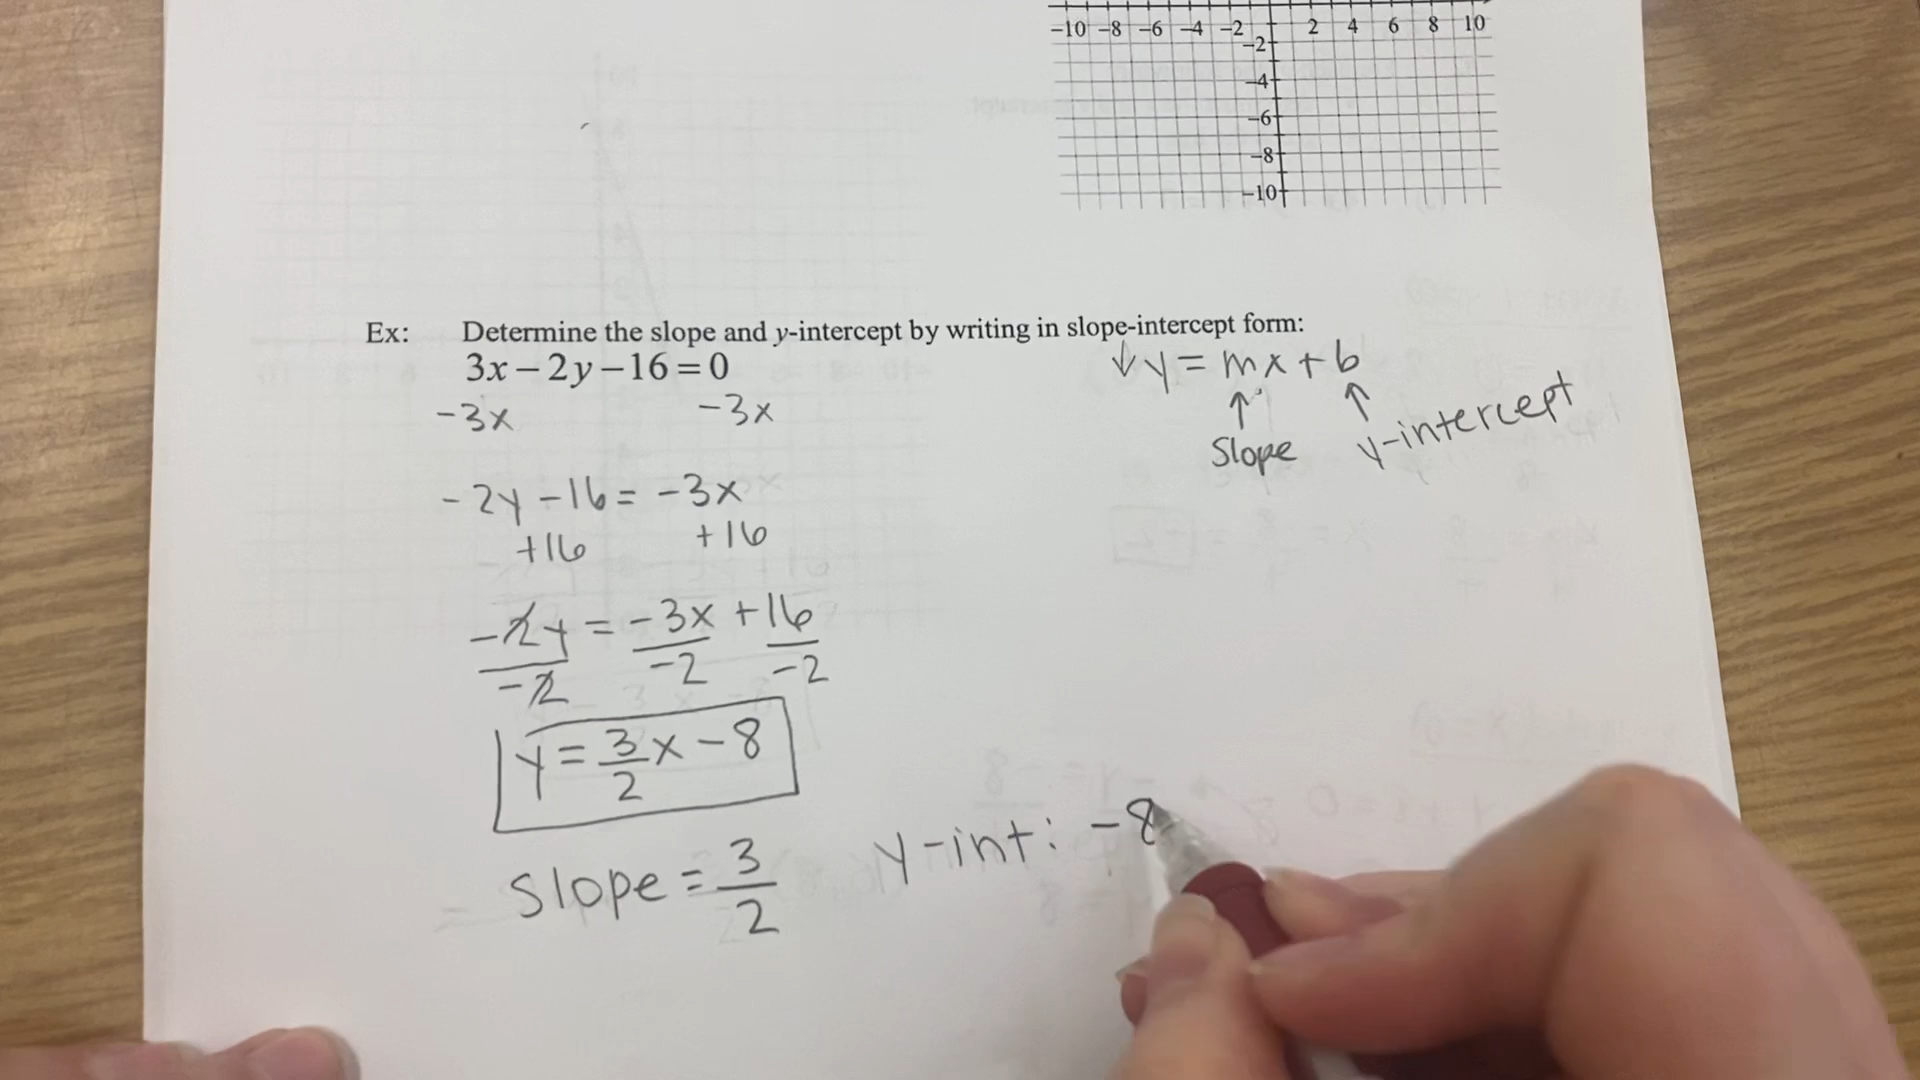 -10 -8 -6 -4 -2 2 4 6 8 10
-2
-4
-6
-8
-10
Ex: Determine the slope and y-intercept by writing in slope-intercept form:
3x - 2y - 16 = 0
↓ y = mx + b
-3x -3x
↑ ↑
Slope y-intercept
-2y - 16 = -3x
+16 +16
-2y = -3x + 16
-2 -2 -2
y = 3/2 x - 8
slope = 3/2 y-int: -8